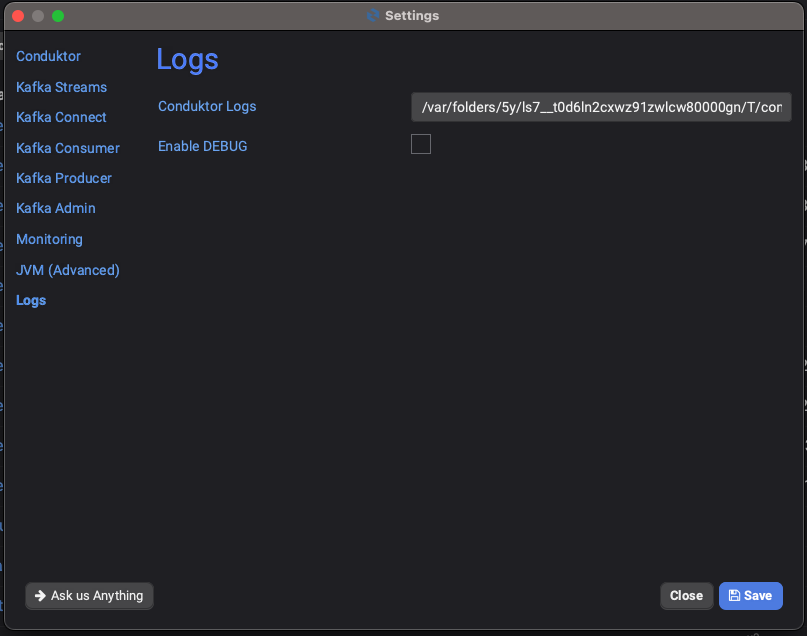 Settings
Conduktor
Kafka Streams
Kafka Connect
Kafka Consumer
Kafka Producer
Kafka Admin
Monitoring
JVM (Advanced)
Logs
Logs
Conduktor Logs
/var/folders/5y/ls7__t0d6ln2cxwz91zwlcw80000gn/T/con
Enable DEBUG
Ask us Anything
Close
Save